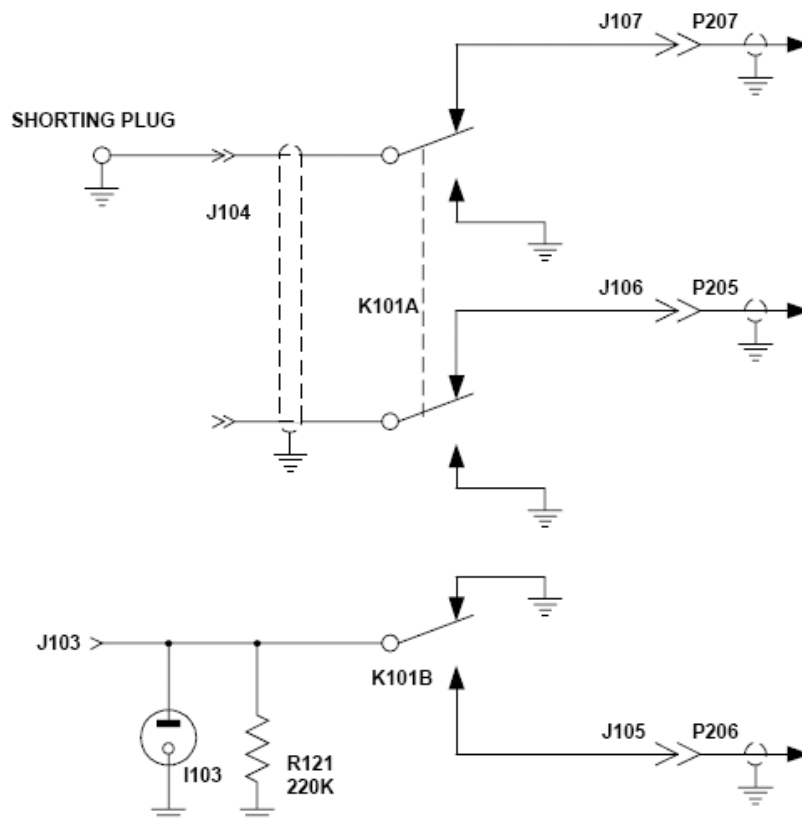 J107
P207
SHORTING PLUG
J104
K101A
J106
P205
J103
K101B
I103
R121
220K
J105
P206